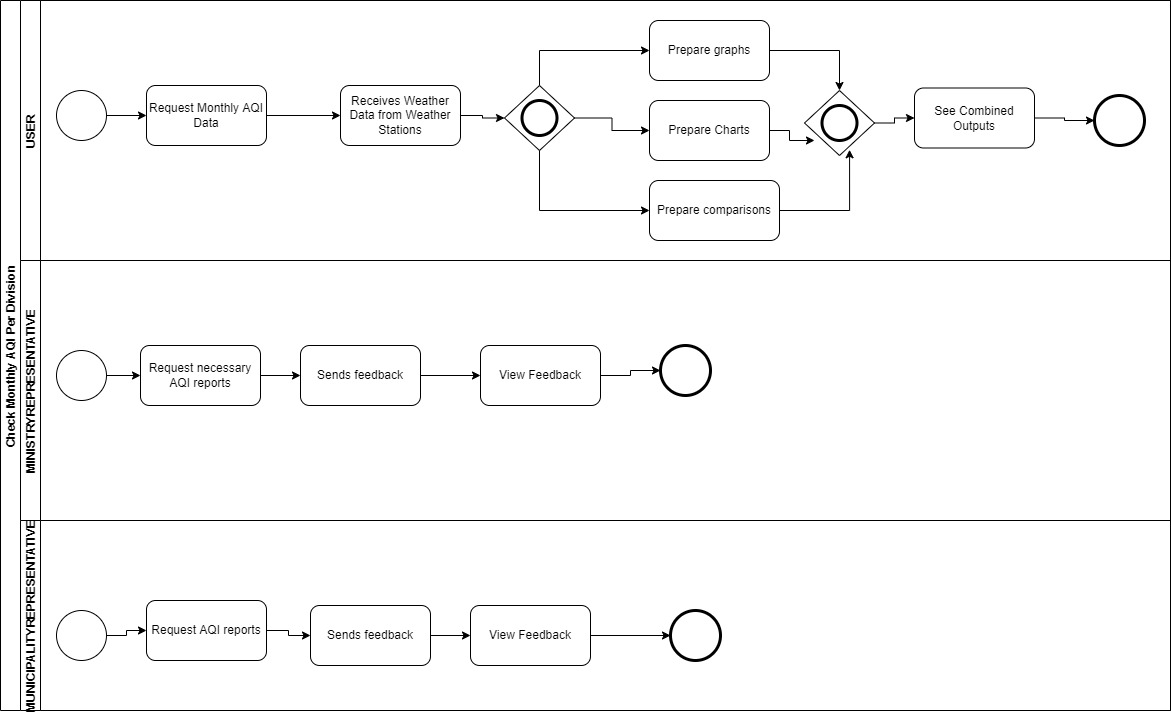 Check Monthly AQI Per Division
USER
Request Monthly AQI
Data
Receives Weather
Data from Weather
Stations
Prepare graphs
Prepare Charts
Prepare comparisons
See Combined
Outputs
MINISTRYREPRESENTATIVE
Request necessary
AQI reports
Sends feedback
View Feedback
MUNICIPALITYREPRESENTATIVE
Request AQI reports
Sends feedback
View Feedback